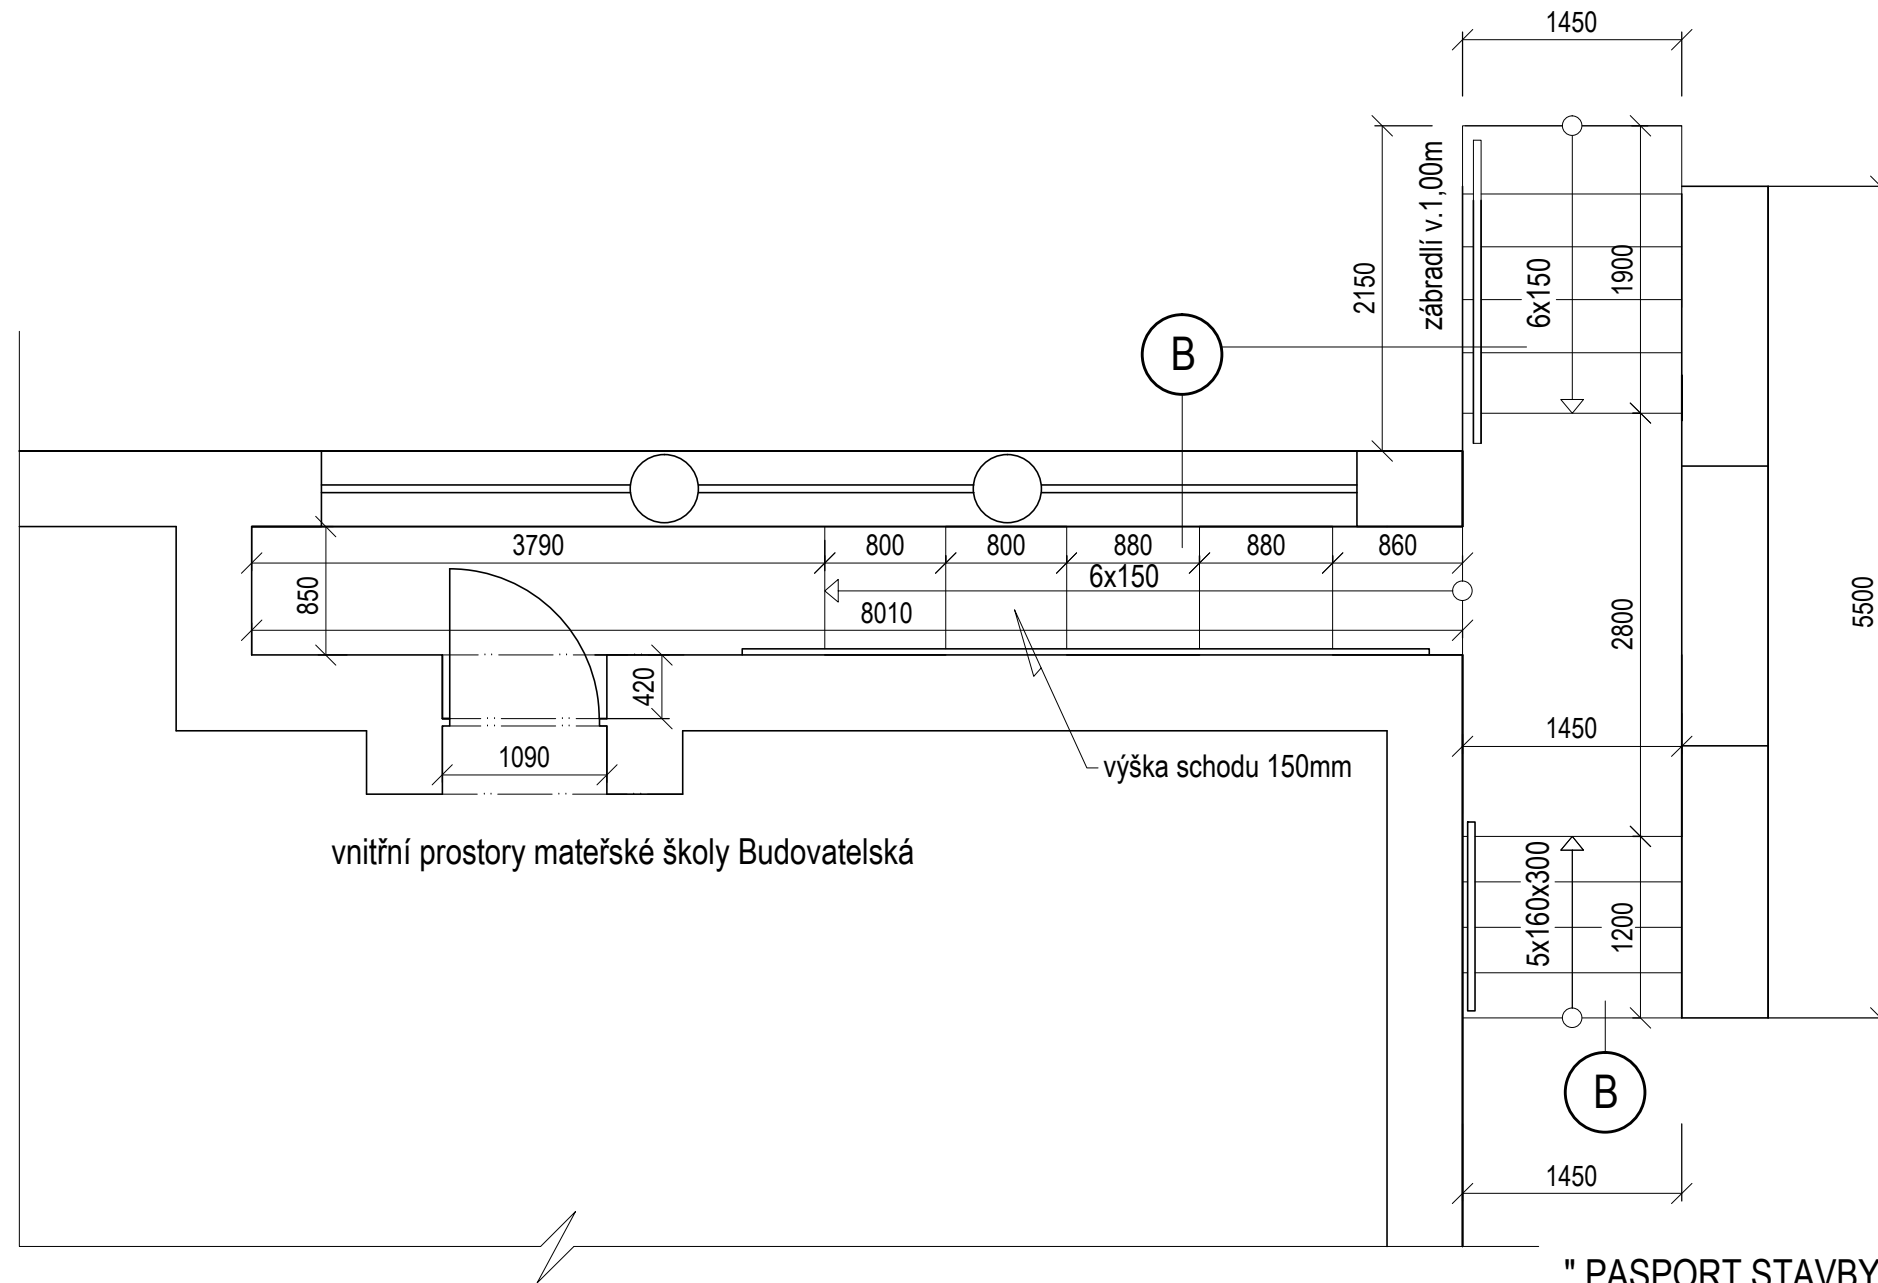 1450
2150
zábradlí v.1,00m
6x150
1900
B
3790
800
800
880
880
860
6x150
850
8010
2800
5500
420
1090
1450
výška schodu 150mm
vnitřní prostory mateřské školy Budovatelská
5x160x300
1200
B
1450
" PASPORT STAVBY